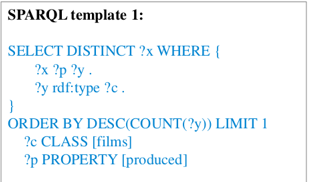 SPARQL template 1:
SELECT DISTINCT ?x WHERE {
?x ?p ?y .
?y rdf:type ?c .
}
ORDER BY DESC(COUNT(?y)) LIMIT 1
?c CLASS [films]
?p PROPERTY [produced]